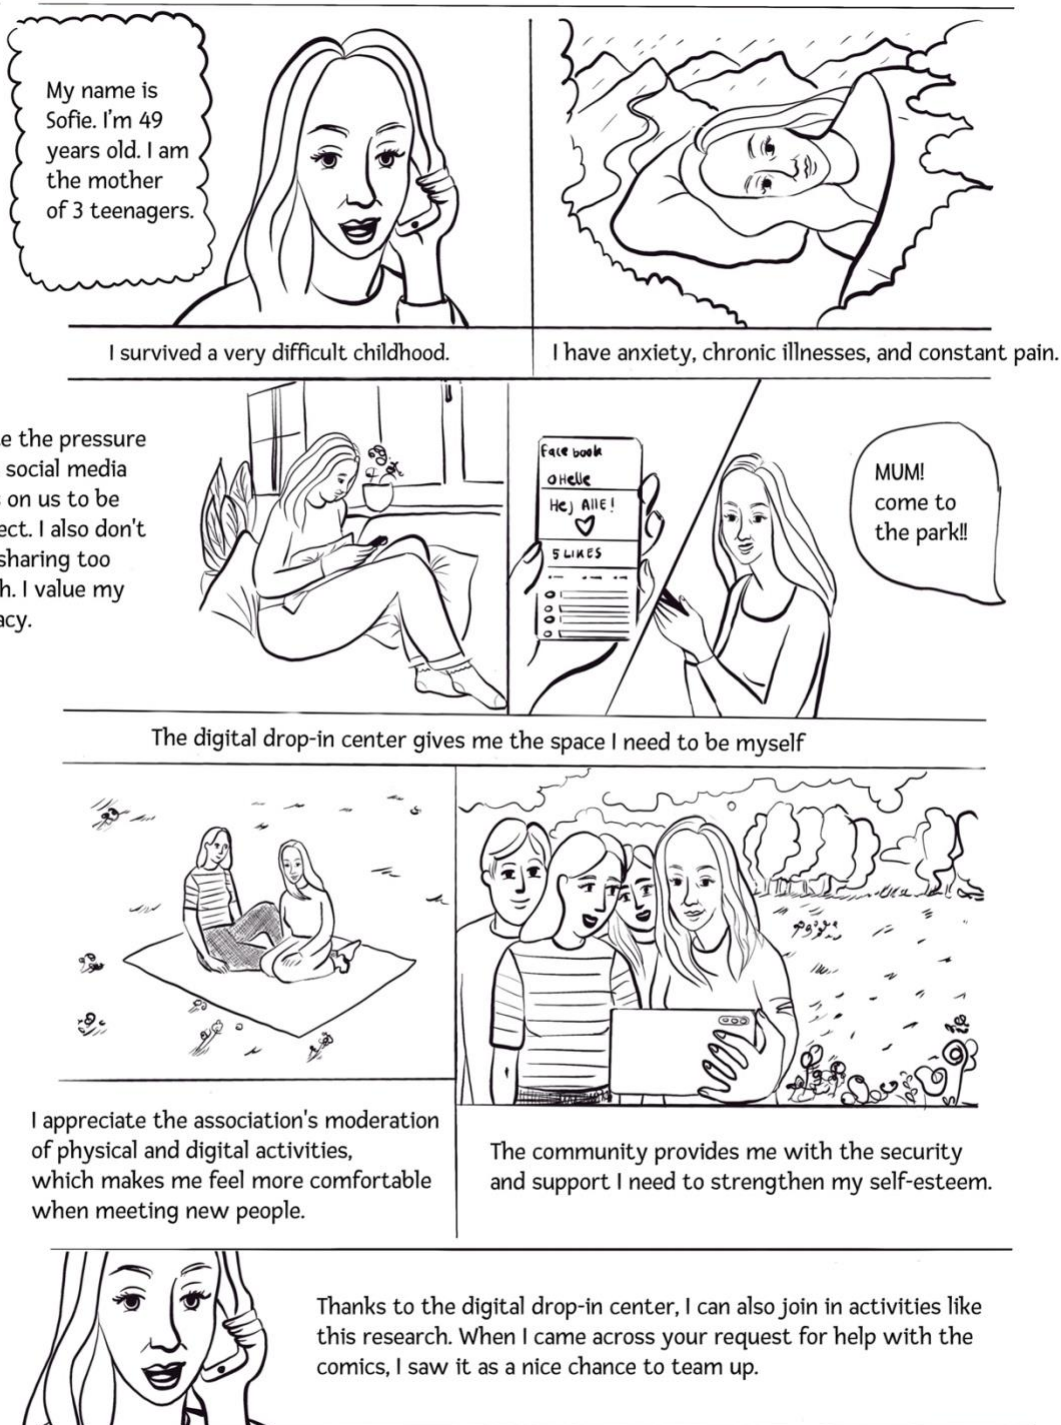 My name is
Sofie. I'm 49
years old. I am
the mother
of 3 teenagers.
I survived a very difficult childhood.
I have anxiety, chronic illnesses, and constant pain.
e the pressure
social media
on us to be
ect. I also don't
sharing too
h. I value my
acy.
Facebook
Helle
Hej AllE!
5 LIKES
MUM!
come to
the park!!
The digital drop-in center gives me the space I need to be myself
I appreciate the association's moderation
of physical and digital activities,
which makes me feel more comfortable
when meeting new people.
The community provides me with the security
and support I need to strengthen my self-esteem.
Thanks to the digital drop-in center, I can also join in activities like
this research. When I came across your request for help with the
comics, I saw it as a nice chance to team up.